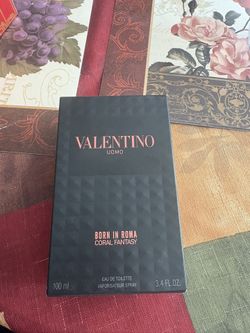 VALENTINO
UOMO
BORN IN ROMA
CORAL FANTASY
EAU DE TOILETTE
100 ml VAPORISATEUR SPRAY 3.4 FL.OZ.